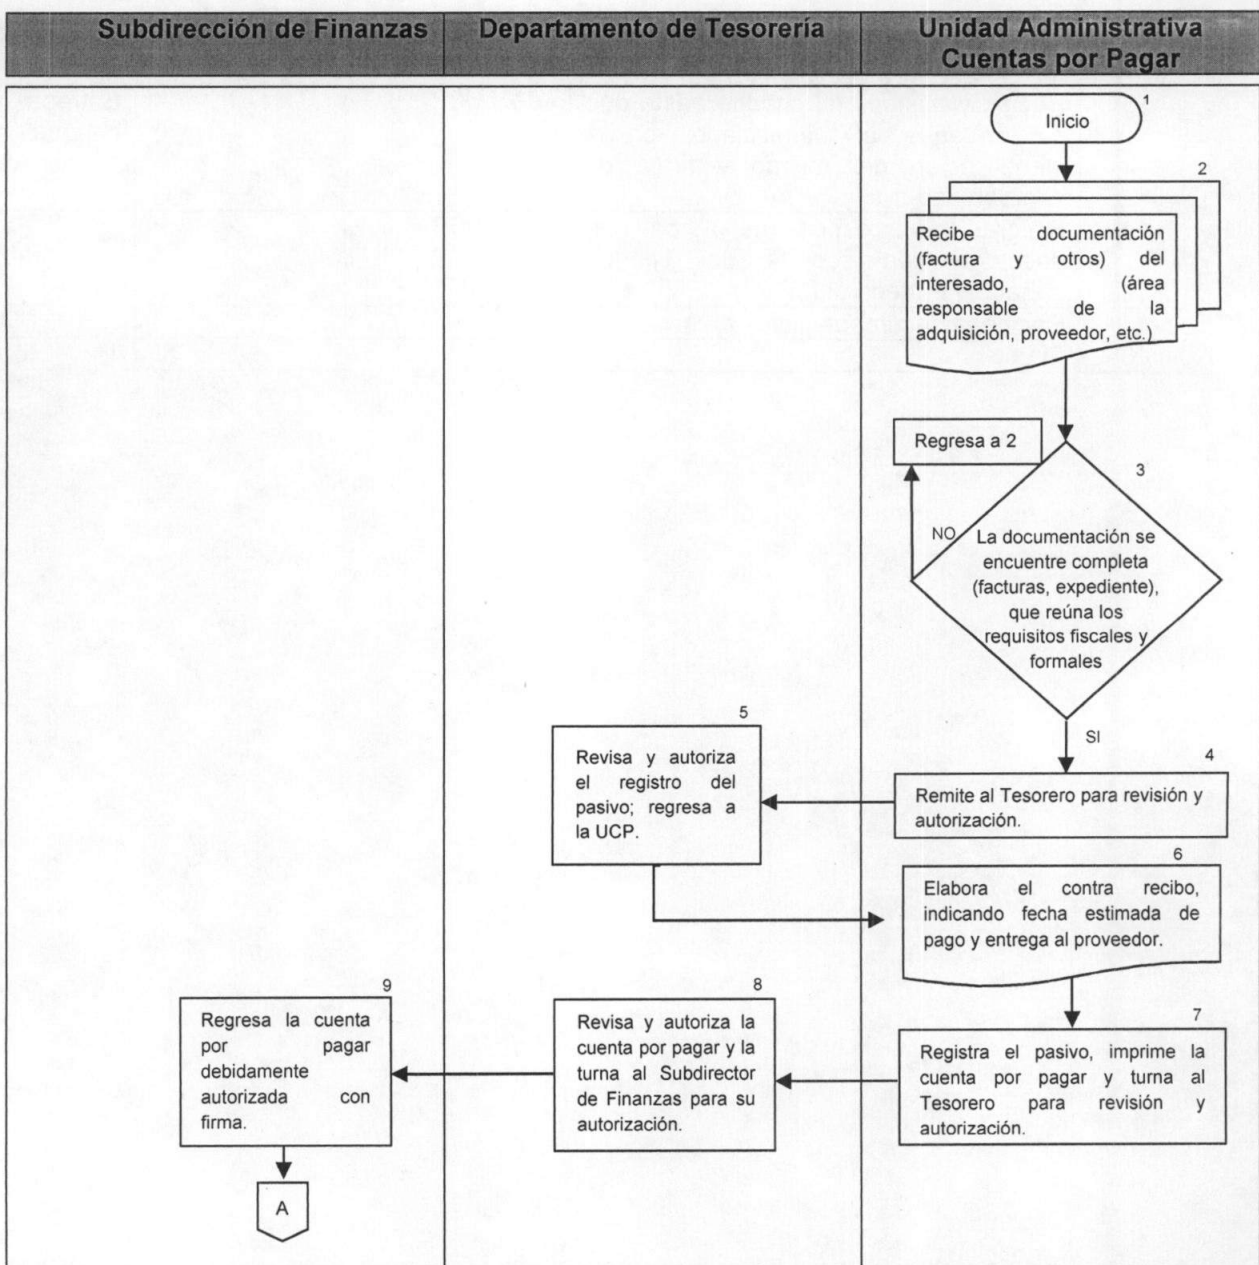 Subdirección de Finanzas
Departamento de Tesorería
Unidad Administrativa
Cuentas por Pagar
1
Inicio
2
Recibe documentación
(factura y otros) del
interesado, (área
responsable de la
adquisición, proveedor, etc.)
Regresa a 2
3
NO
La documentación se
encuentre completa
(facturas, expediente),
que reúna los
requisitos fiscales y
formales
SI
4
Remite al Tesorero para revisión y
autorización.
5
Revisa y autoriza
el registro del
pasivo; regresa a
la UCP.
6
Elabora el contra recibo,
indicando fecha estimada de
pago y entrega al proveedor.
7
Registra el pasivo, imprime la
cuenta por pagar y turna al
Tesorero para revisión y
autorización.
8
Revisa y autoriza la
cuenta por pagar y la
turna al Subdirector
de Finanzas para su
autorización.
9
Regresa la cuenta
por pagar
debidamente
autorizada con
firma.
A